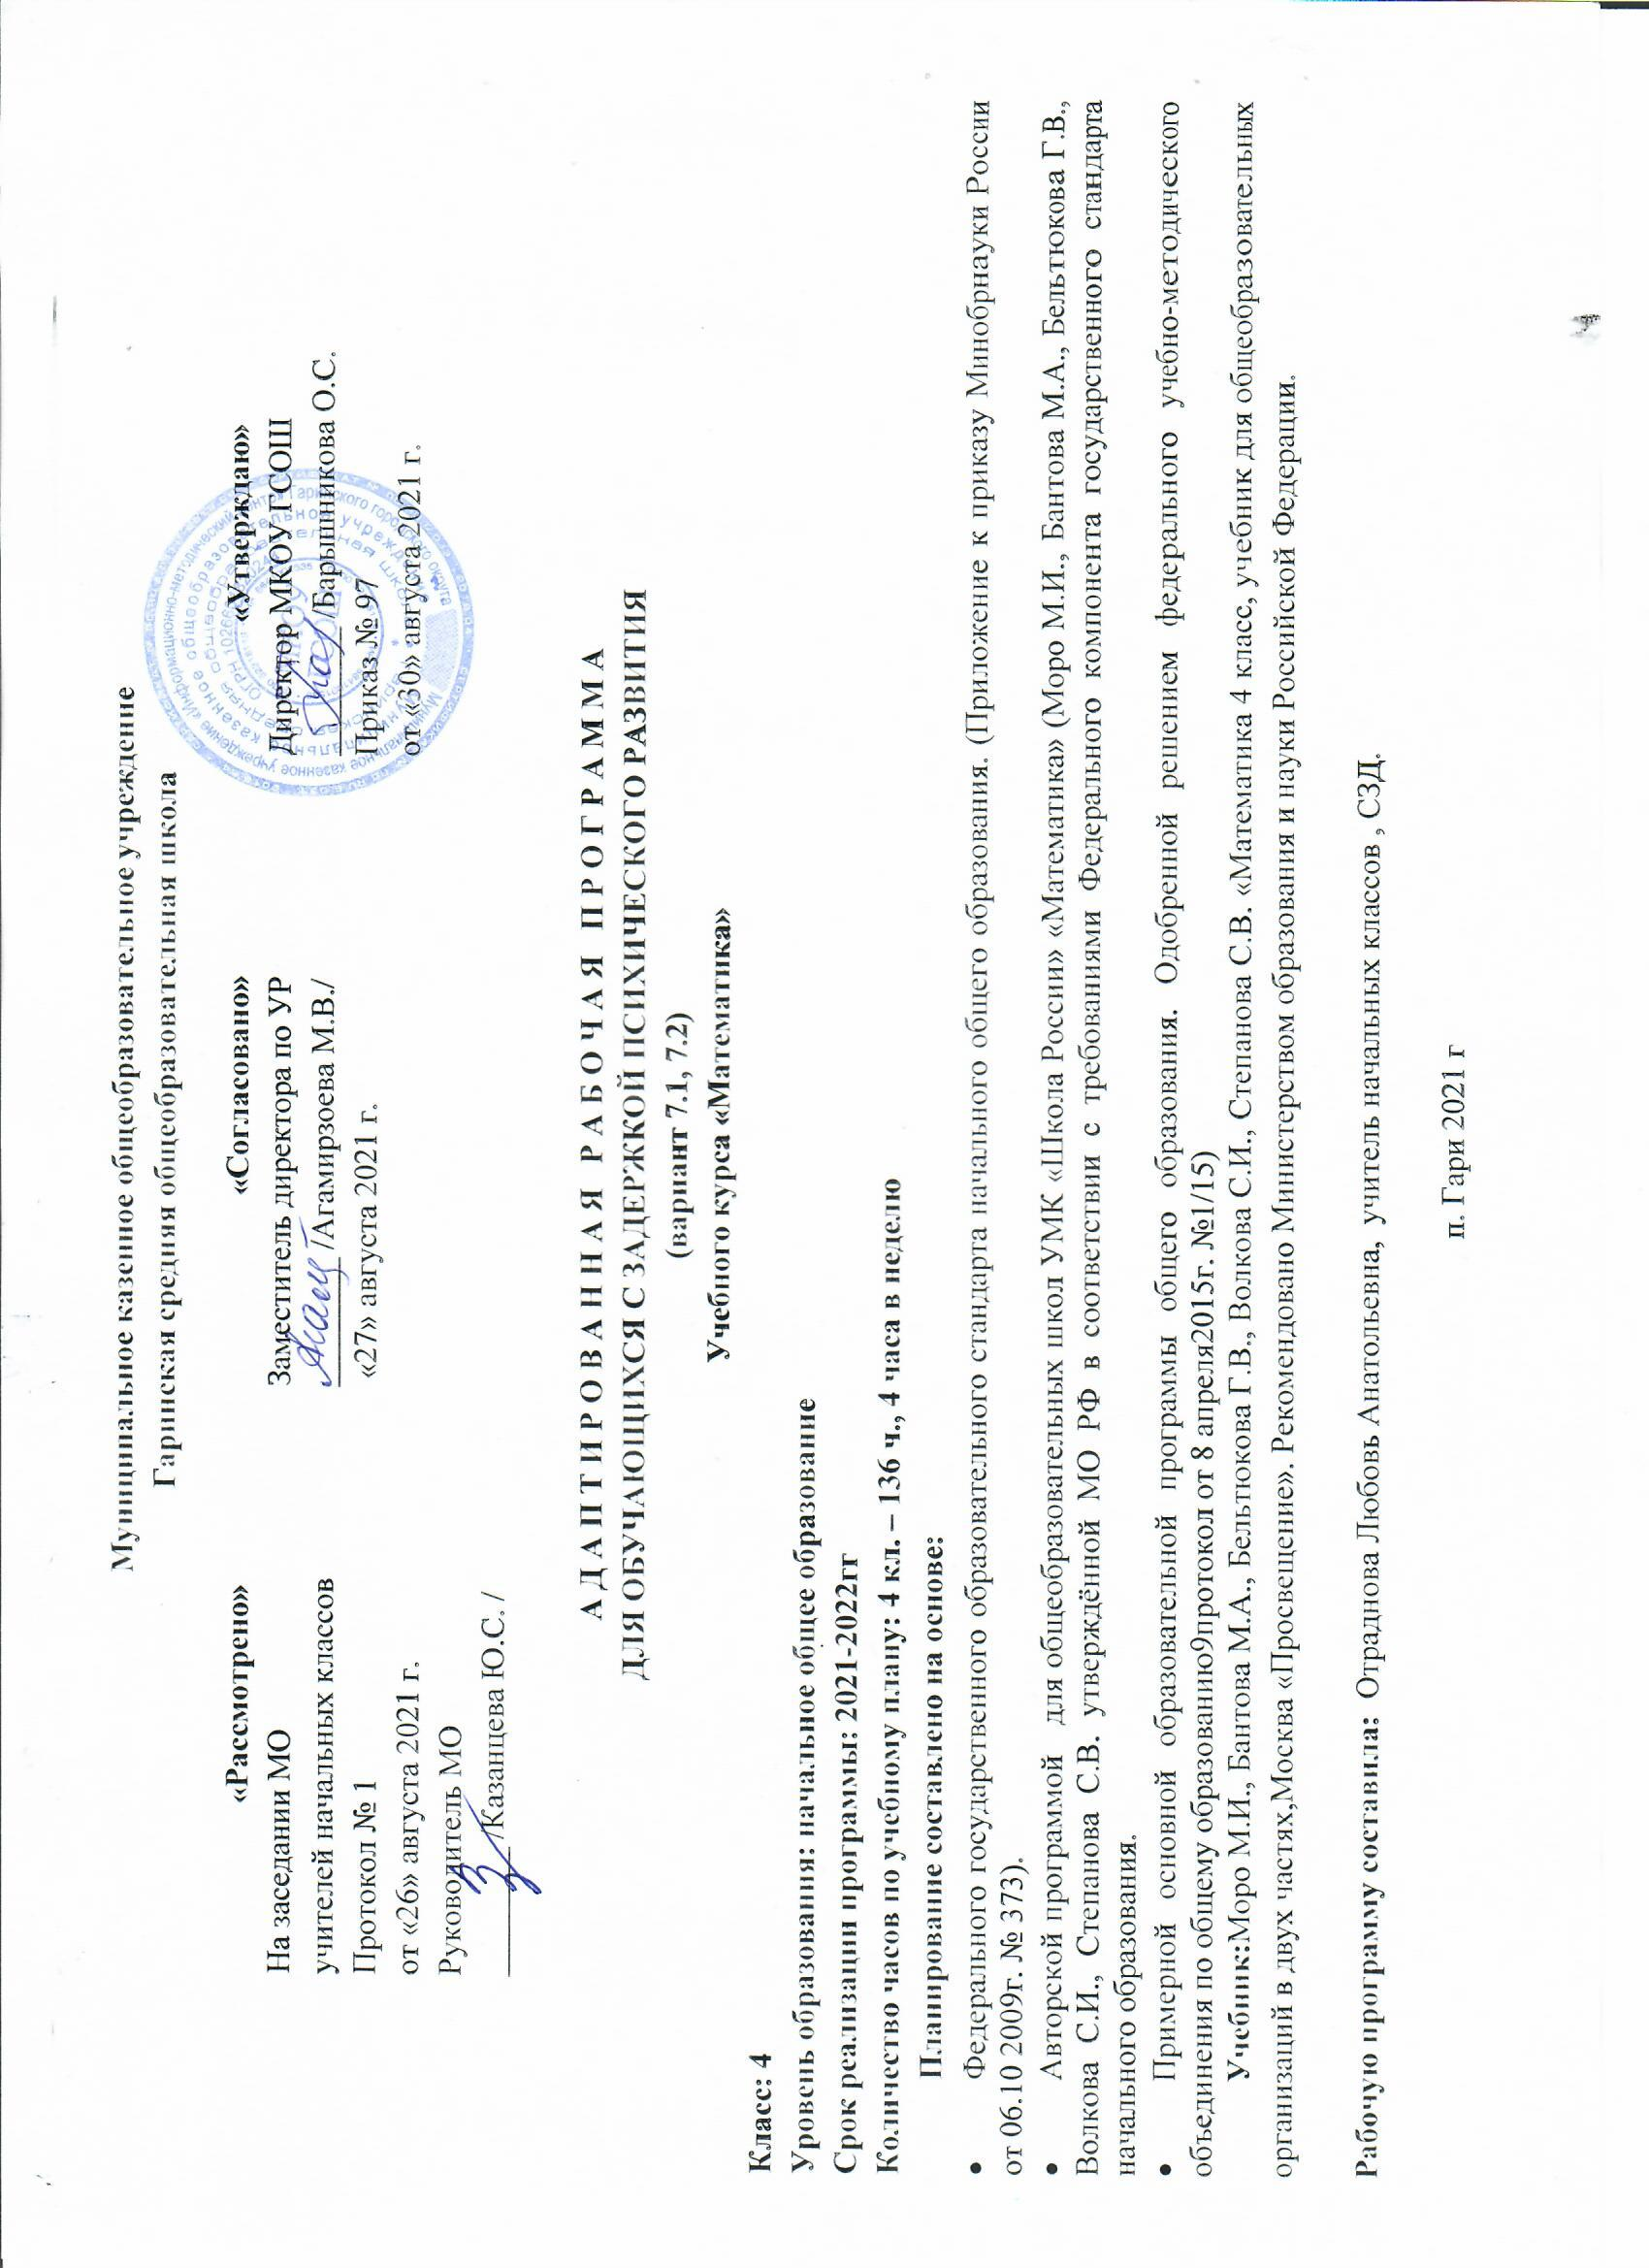 Муниципальное казенное общеобразовательное учреждение
Гаринская средняя общеобразовательная школа
«Рассмотрено»
На заседании МО
учителей начальных классов
Протокол № 1
от «26» августа 2021 г.
Руководитель МО
/Казанцева Ю.С. /
«Согласовано»
Заместитель директора по УР
/Агамирзоева М.В./
«27» августа 2021 г.
«Утверждаю»
Директор МКОУ ГСОШ
/Барышникова О.С.
Приказ № 97
от «30» августа 2021 г.
А Д А П Т И Р О В А Н Н А Я Р А Б О Ч А Я П Р О Г Р А М М А
ДЛЯ ОБУЧАЮЩИХСЯ С ЗАДЕРЖКОЙ ПСИХИЧЕСКОГО РАЗВИТИЯ
(вариант 7.1, 7.2)
Учебного курса «Математика»
Класс: 4
Уровень образования: начальное общее образование
Срок реализации программы: 2021-2022гг
Количество часов по учебному плану: 4 кл. – 136 ч., 4 часа в неделю
Планирование составлено на основе:
• Федерального государственного образовательного стандарта начального общего образования. (Приложение к приказу Минобрнауки России
от 06.10 2009г. № 373).
• Авторской программой для общеобразовательных школ УМК «Школа России» «Математика» (Моро М.И., Бантова М.А., Бельтюкова Г.В.,
Волкова С.И., Степанова С.В. утверждённой МО РФ в соответствии с требованиями Федерального компонента государственного стандарта
начального образования.
• Примерной основной образовательной программы общего образования. Одобренной решением федерального учебно-методического
объединения по общему образованию9протокол от 8 апреля2015г. №1/15)
Учебник:Моро М.И., Бантова М.А., Бельтюкова Г.В., Волкова С.И., Степанова С.В. «Математика 4 класс, учебник для общеобразовательных
организаций в двух частях,Москва «Просвещение». Рекомендовано Министерством образования и науки Российской Федерации.
Рабочую программу составила: Отраднова Любовь Анатольевна, учитель начальных классов , СЗД.
п. Гари 2021 г